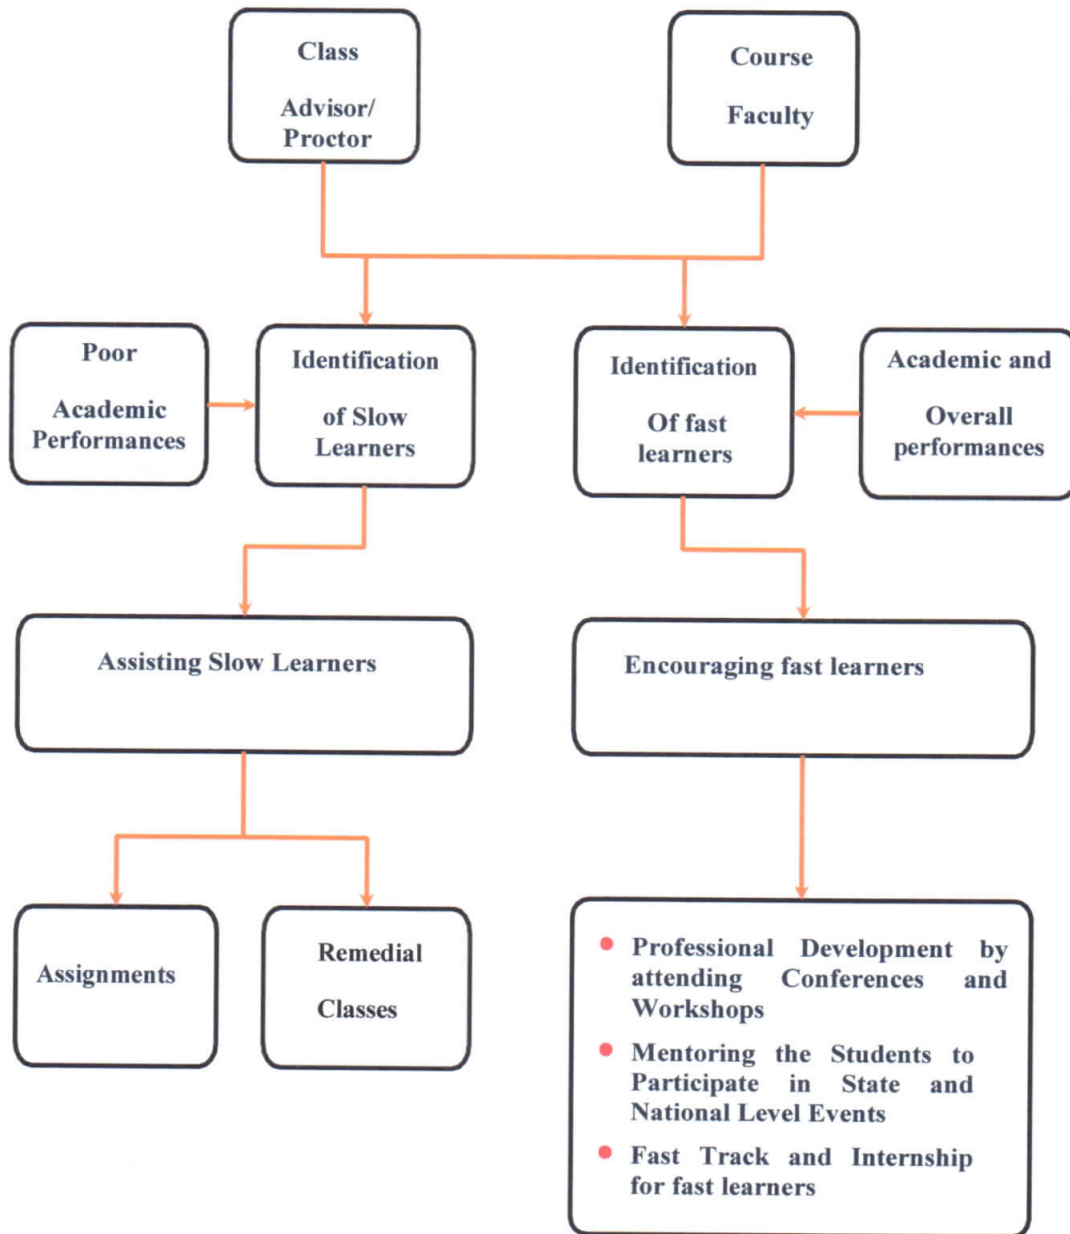 Class
Advisor/
Proctor
Course
Faculty
Poor
Academic
Performances
Identification
of Slow
Learners
Identification
Of fast
learners
Academic and
Overall
performances
Assisting Slow Learners
Encouraging fast learners
Assignments
Remedial
Classes
Professional Development by
attending Conferences and
Workshops
Mentoring the Students to
Participate in State and
National Level Events
Fast Track and Internship
for fast learners